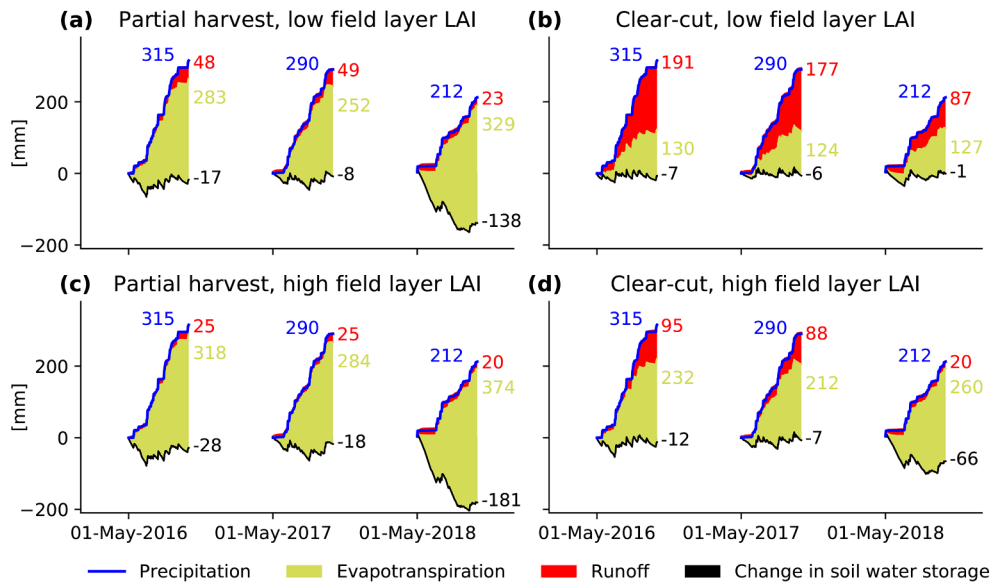 (a) Partial harvest, low field layer LAI
315 48 283 -17
290 49 252 -8
212 23 329 -138
200
0
−200
[mm]
(b) Clear-cut, low field layer LAI
315 191 130 -7
290 177 124 -6
212 87 127 -1
(c) Partial harvest, high field layer LAI
315 25 318 -28
290 25 284 -18
212 20 374 -181
200
0
−200
[mm]
01-May-2016 01-May-2017 01-May-2018
(d) Clear-cut, high field layer LAI
315 95 232 -12
290 88 212 -7
212 20 260 -66
01-May-2016 01-May-2017 01-May-2018
Precipitation Evapotranspiration Runoff Change in soil water storage